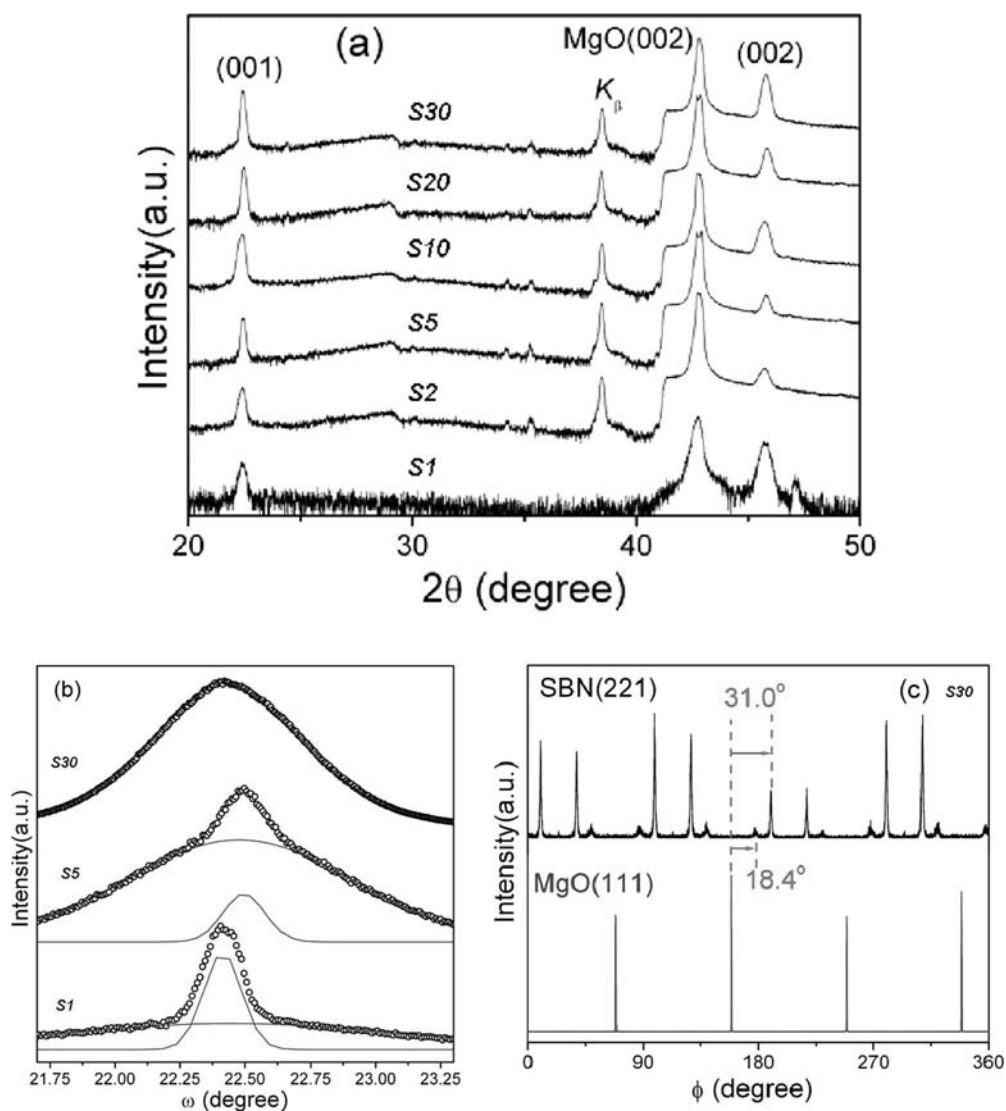 (a)
MgO(002)
(001)
(002)
K_β
S30
S20
S10
S5
S2
S1
Intensity(a.u.)
20 30 40 50
2θ (degree)
(b)
S30
S5
S1
Intensity(a.u.)
21.75 22.00 22.25 22.50 22.75 23.00 23.25
ω (degree)
SBN(221)
(c)
S30
31.0°
18.4°
MgO(111)
Intensity(a.u.)
0 90 180 270 360
ϕ (degree)